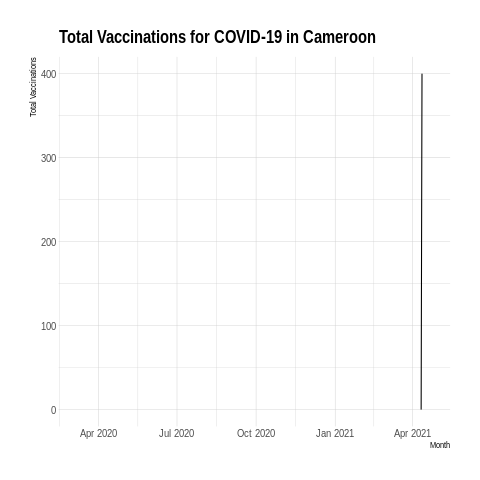 Total Vaccinations for COVID-19 in Cameroon
Total Vaccinations
400
300
200
100
0
Apr 2020 Jul 2020 Oct 2020 Jan 2021 Apr 2021
Month